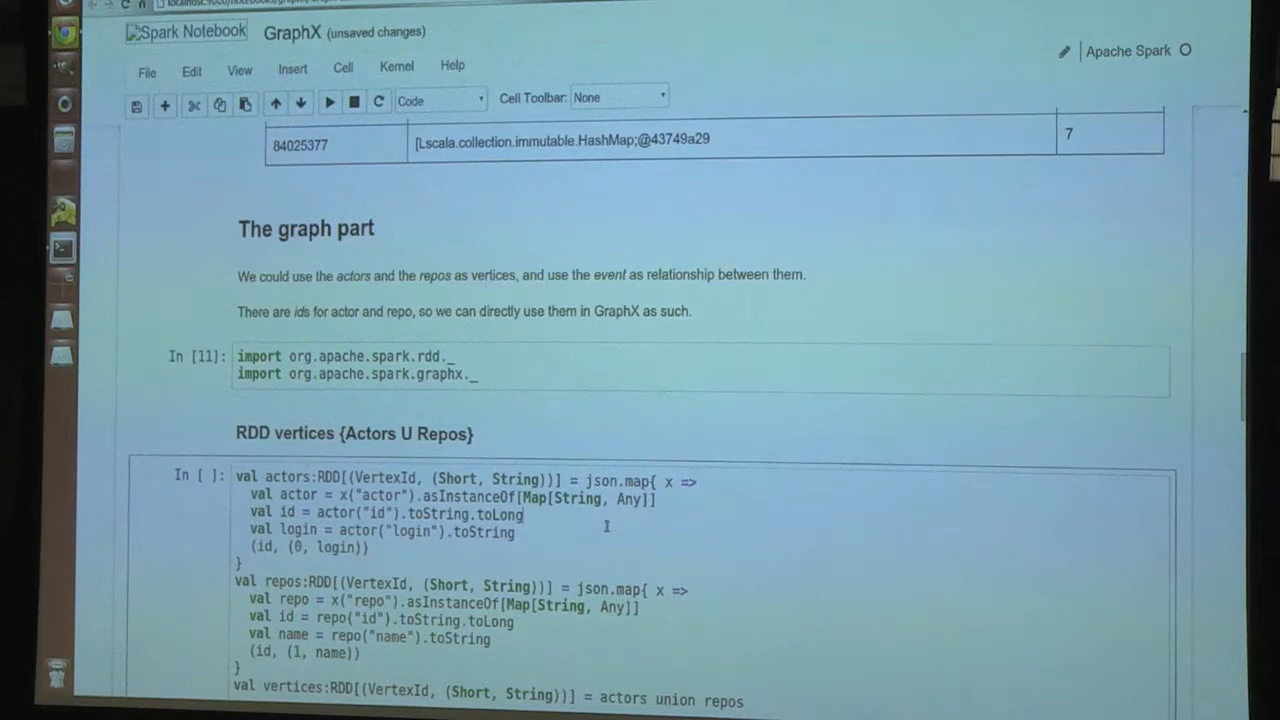 Spark Notebook GraphX (unsaved changes)
Apache Spark
File Edit View Insert Cell Kernel Help
Code Cell Toolbar: None
84025377 [Lscala.collection.immutable.HashMap;@43749a29 7
The graph part
We could use the actors and the repos as vertices, and use the event as relationship between them.
There are ids for actor and repo, so we can directly use them in GraphX as such.
In [11]: import org.apache.spark.rdd._
import org.apache.spark.graphx._
RDD vertices {Actors U Repos}
In [ ]: val actors:RDD[(VertexId, (Short, String))] = json.map{ x =>
val actor = x("actor").asInstanceOf[Map[String, Any]]
val id = actor("id").toString.toLong
val login = actor("login").toString
(id, (0, login))
}
val repos:RDD[(VertexId, (Short, String))] = json.map{ x =>
val repo = x("repo").asInstanceOf[Map[String, Any]]
val id = repo("id").toString.toLong
val name = repo("name").toString
(id, (1, name))
}
val vertices:RDD[(VertexId, (Short, String))] = actors union repos